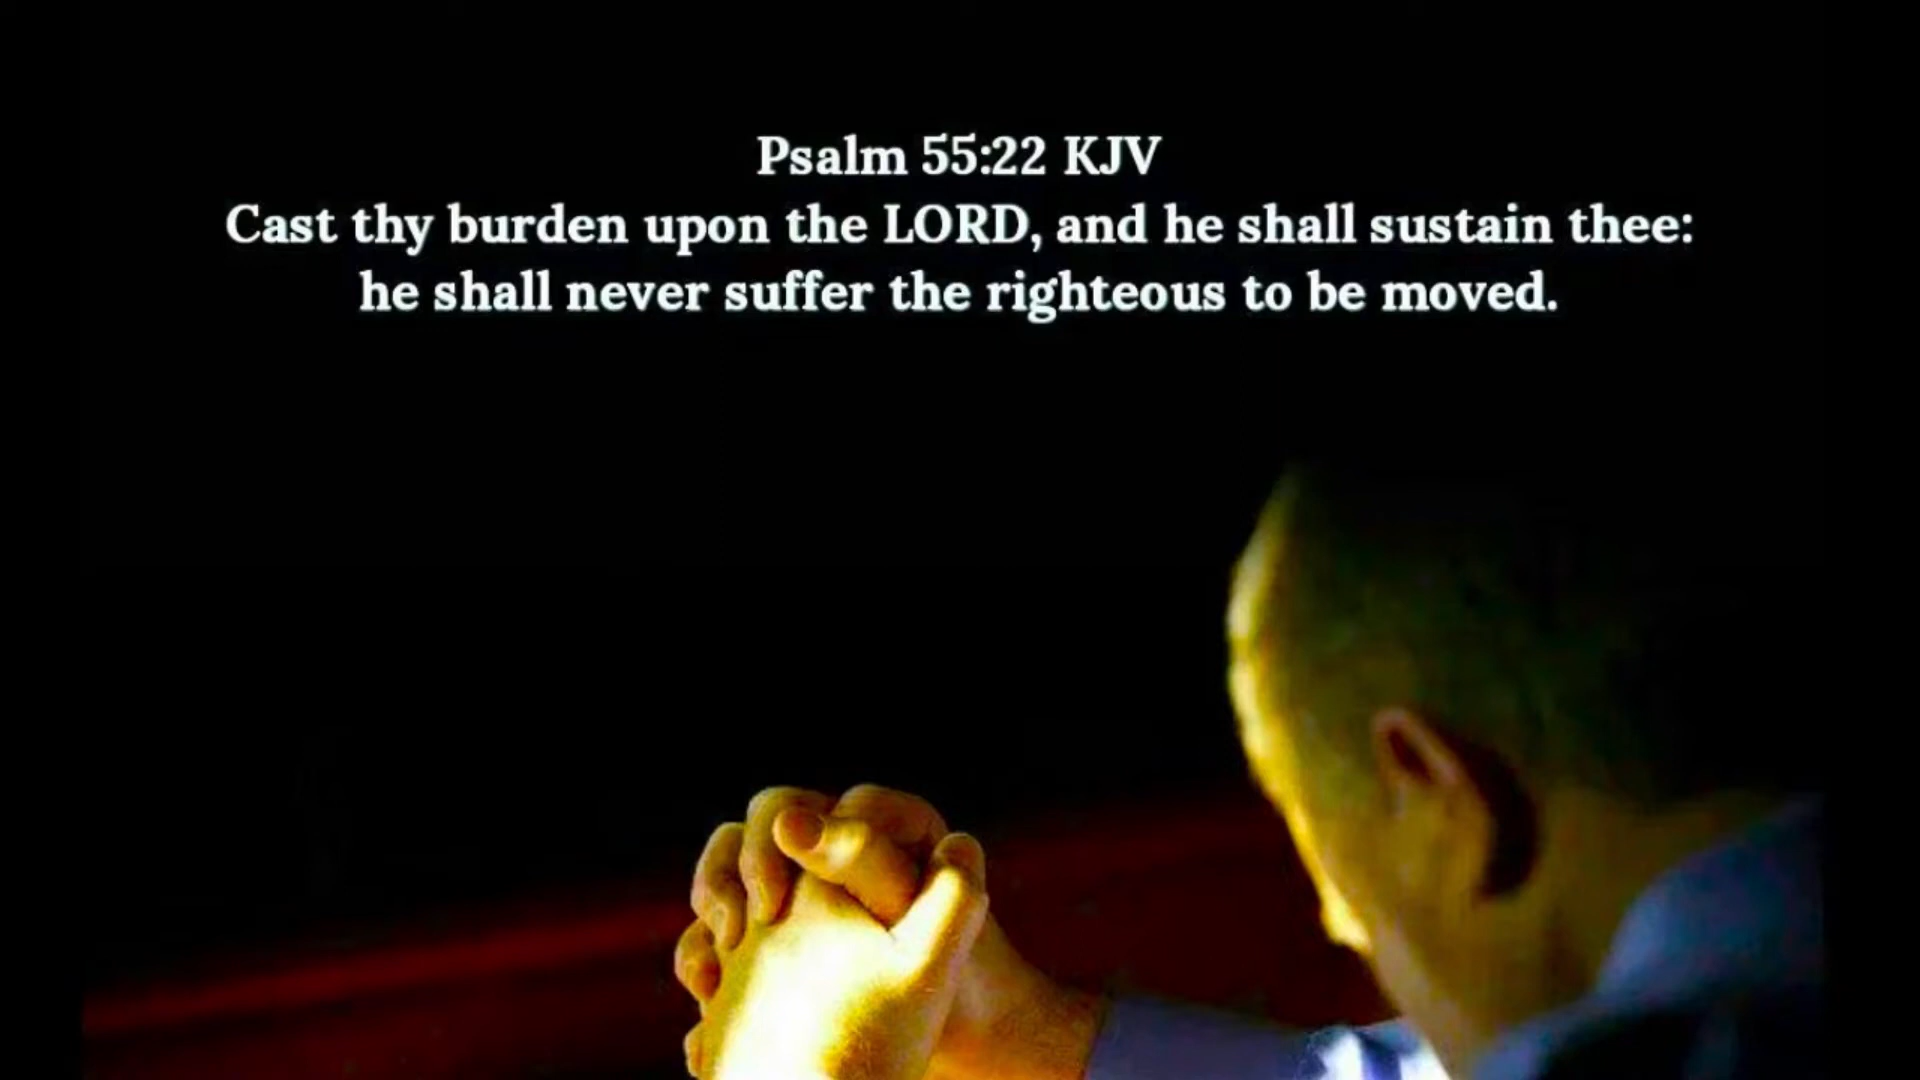 Psalm 55:22 KJV
Cast thy burden upon the LORD, and he shall sustain thee:
he shall never suffer the righteous to be moved.